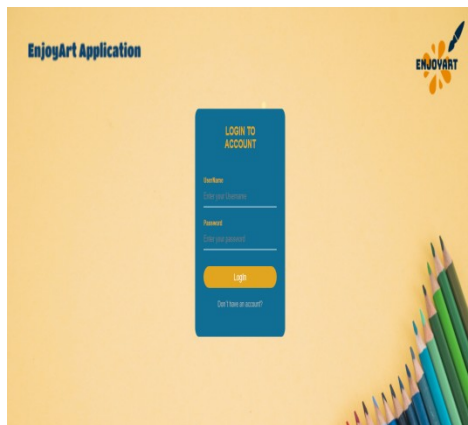 EnjoyArt Application
ENJOYART
LOGIN TO
ACCOUNT
UserName
Enter your Username
Password
Enter your password
Login
Don't have an account?